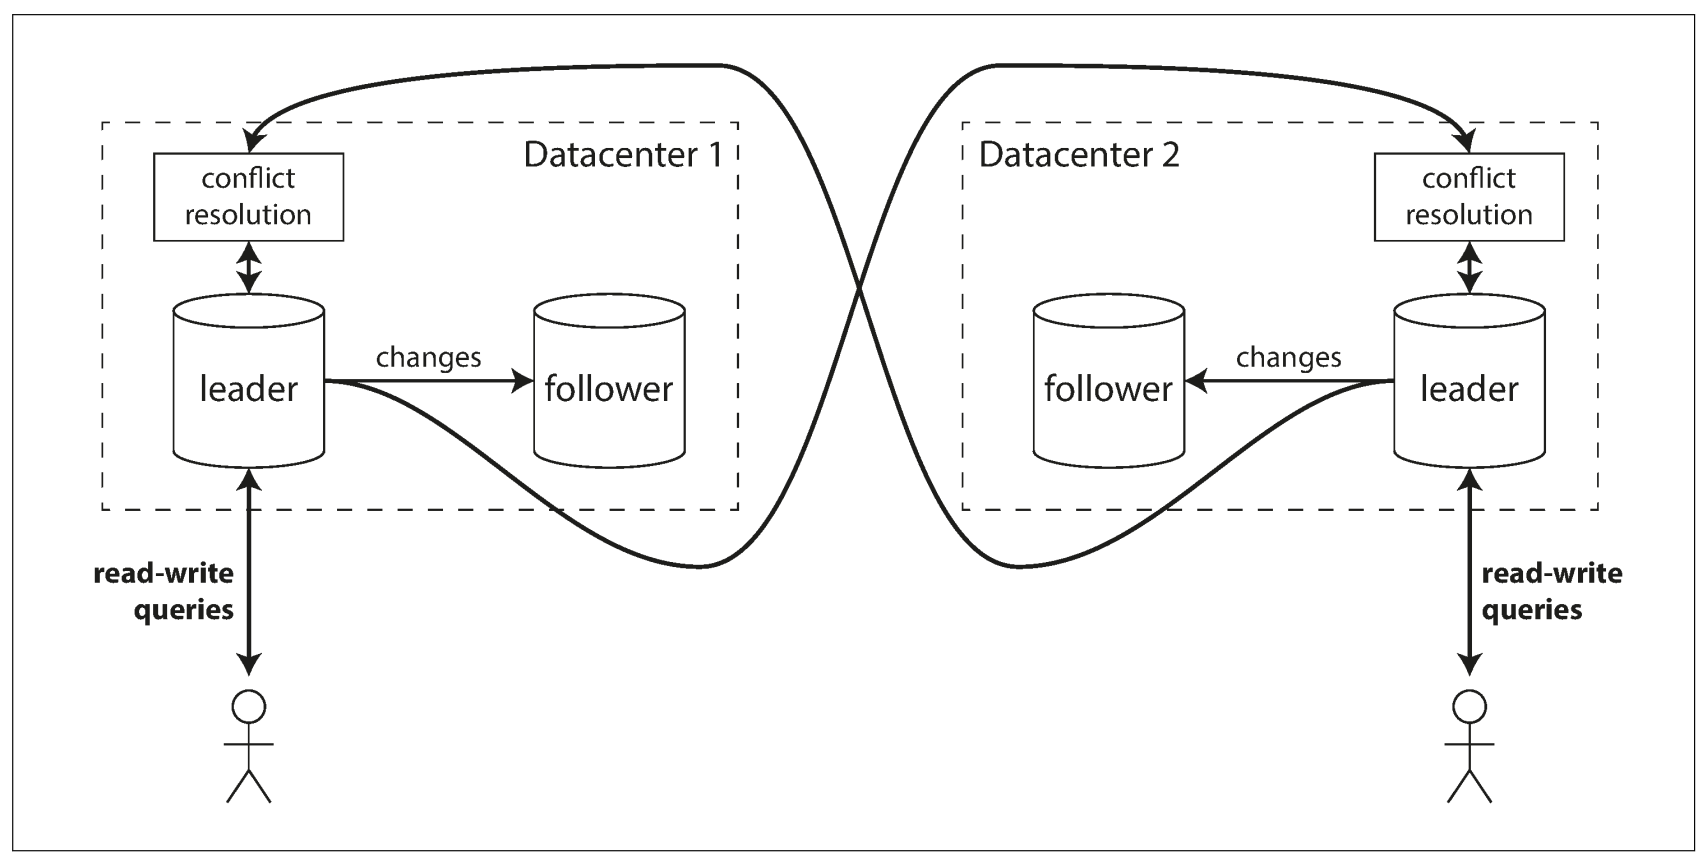 Datacenter 1
conflict
resolution
changes
leader
follower
read-write
queries
Datacenter 2
conflict
resolution
changes
follower
leader
read-write
queries